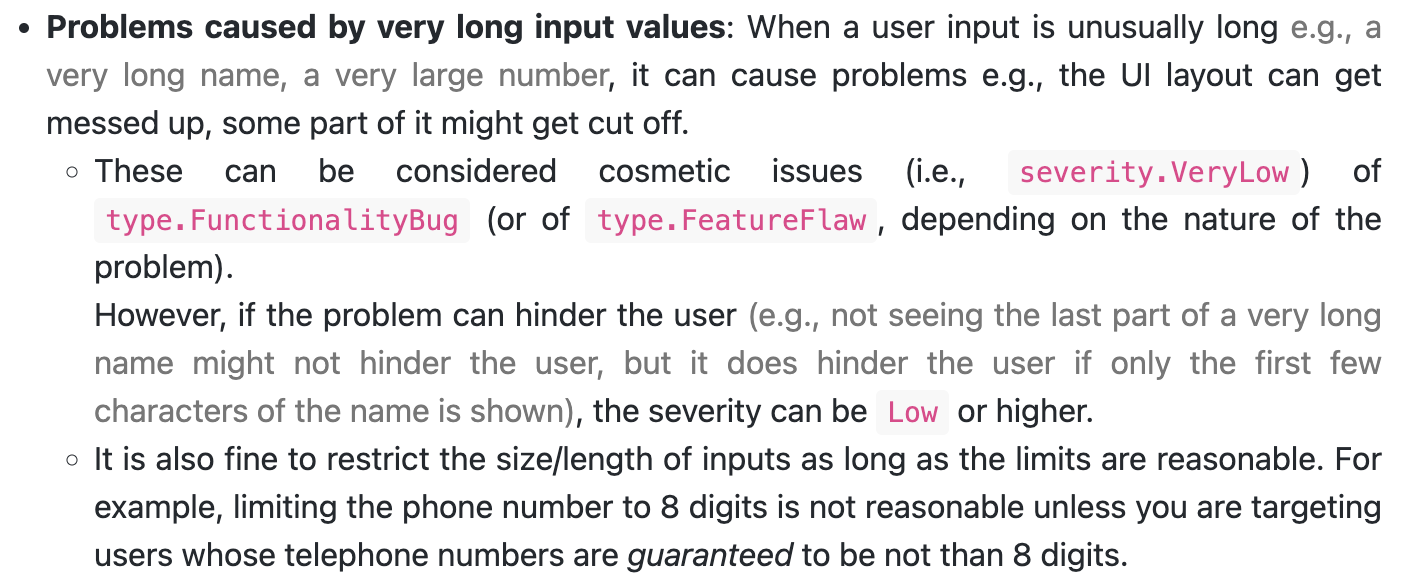 • Problems caused by very long input values: When a user input is unusually long e.g., a
very long name, a very large number, it can cause problems e.g., the UI layout can get
messed up, some part of it might get cut off.
◦ These can be considered cosmetic issues (i.e., severity.VeryLow) of
type.FunctionalityBug (or of type.FeatureFlaw, depending on the nature of the
problem).
However, if the problem can hinder the user (e.g., not seeing the last part of a very long
name might not hinder the user, but it does hinder the user if only the first few
characters of the name is shown), the severity can be Low or higher.
◦ It is also fine to restrict the size/length of inputs as long as the limits are reasonable. For
example, limiting the phone number to 8 digits is not reasonable unless you are targeting
users whose telephone numbers are guaranteed to be not than 8 digits.